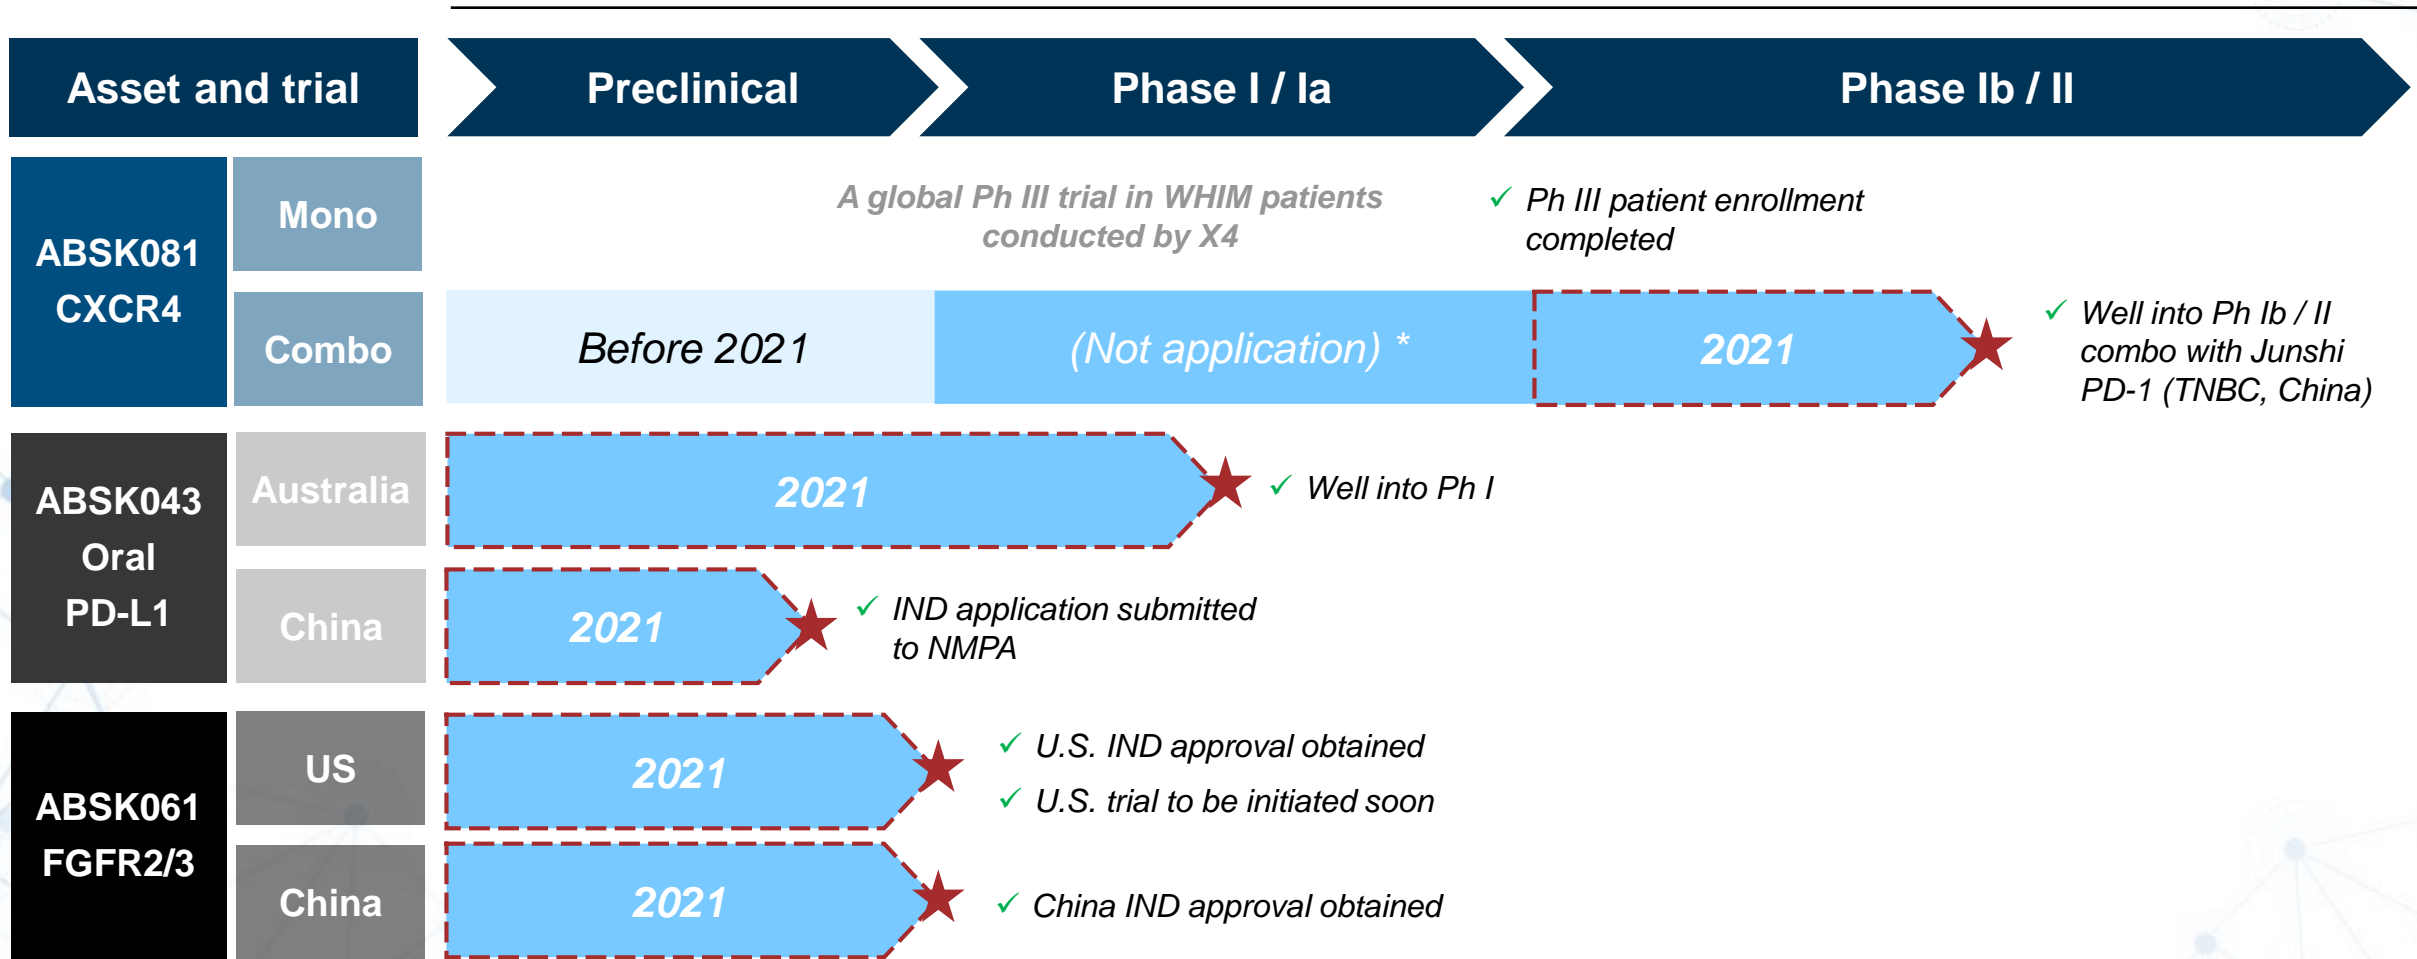 Asset and trial
Preclinical
Phase I / Ia
Phase Ib / II
ABSK081
CXCR4
Mono
A global Ph III trial in WHIM patients
conducted by X4
✓ Ph III patient enrollment
completed
Combo
Before 2021
(Not application) *
2021
✓ Well into Ph Ib / II
combo with Junshi
PD-1 (TNBC, China)
ABSK043
Oral
PD-L1
Australia
2021
✓ Well into Ph I
China
2021
✓ IND application submitted
to NMPA
ABSK061
FGFR2/3
US
2021
✓ U.S. IND approval obtained
✓ U.S. trial to be initiated soon
China
2021
✓ China IND approval obtained